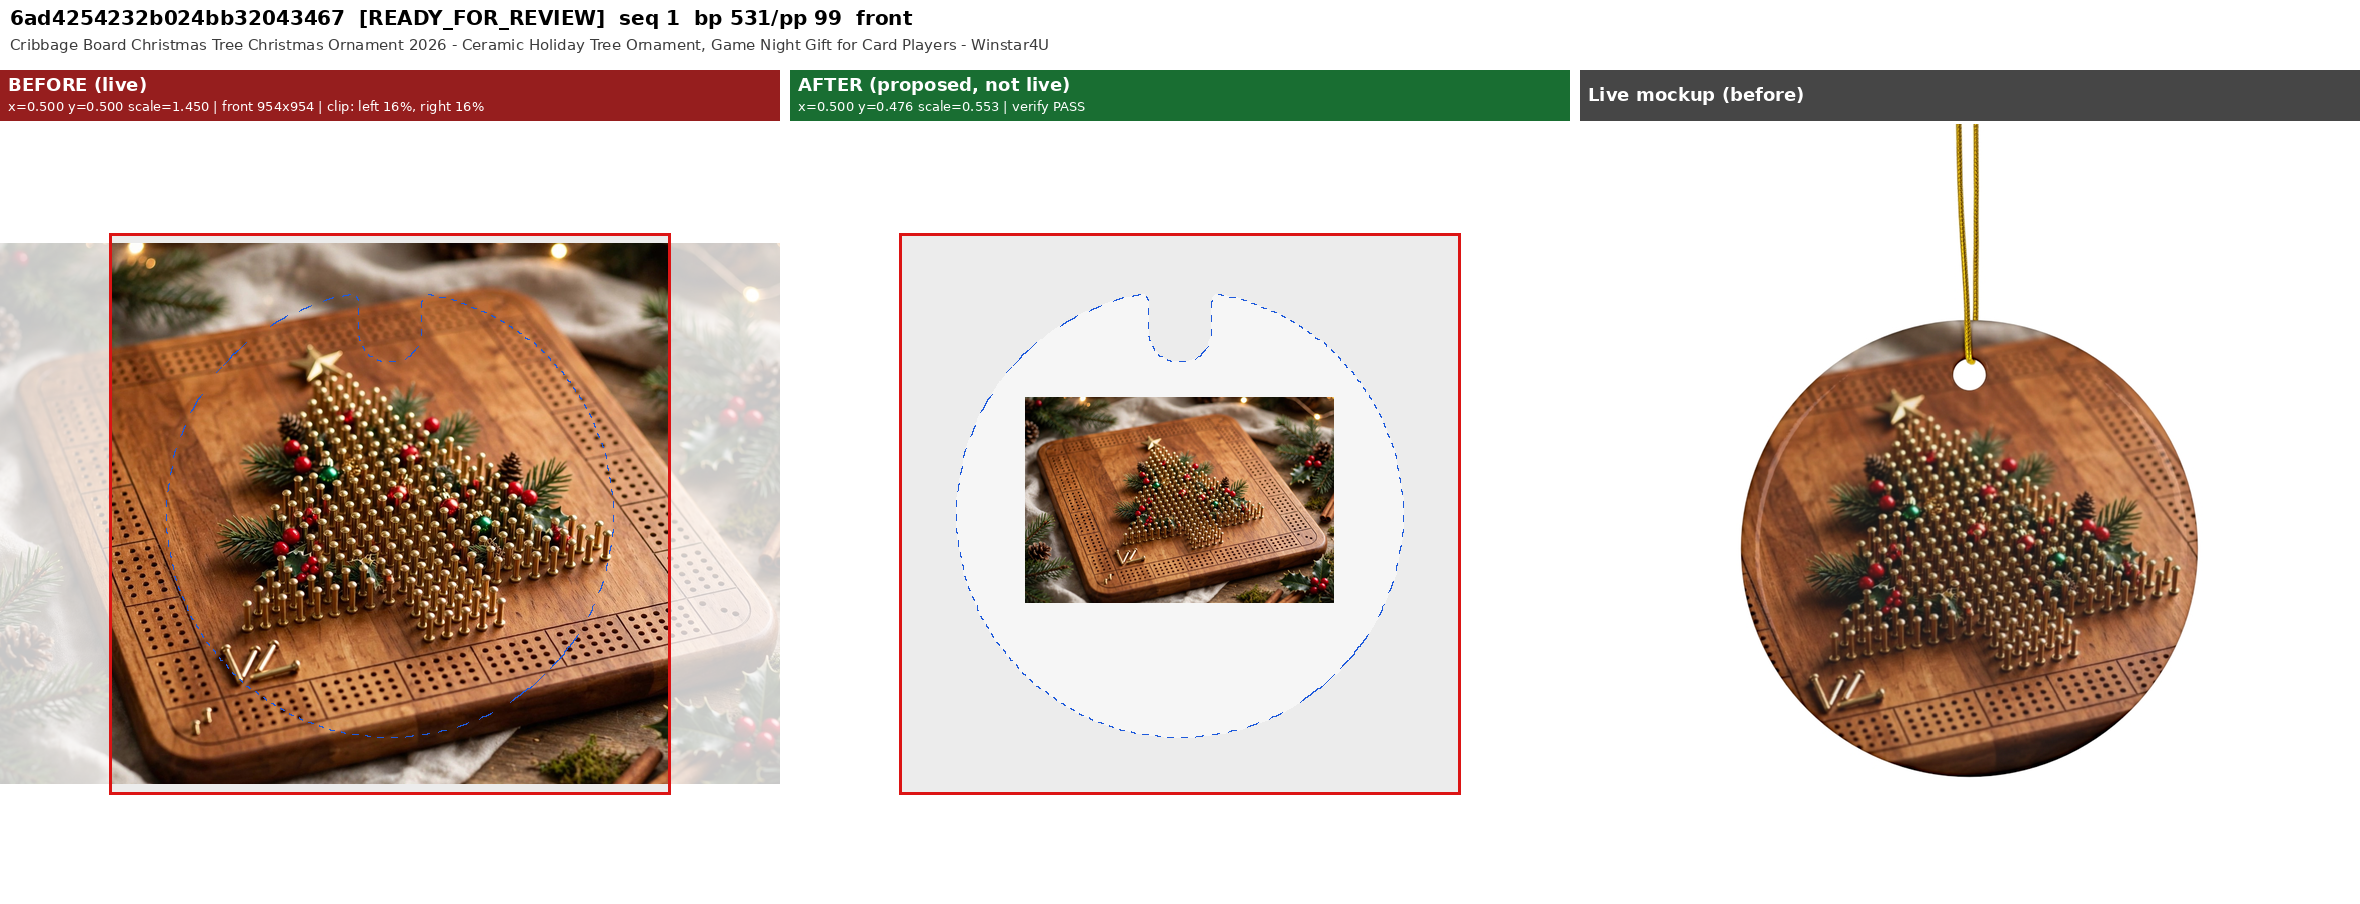 6ad4254232b024bb32043467 [READY_FOR_REVIEW] seq 1 bp 531/pp 99 front
Cribbage Board Christmas Tree Christmas Ornament 2026 - Ceramic Holiday Tree Ornament, Game Night Gift for Card Players - Winstar4U
BEFORE (live)
x=0.500 y=0.500 scale=1.450 | front 954x954 | clip: left 16%, right 16%
AFTER (proposed, not live)
x=0.500 y=0.476 scale=0.553 | verify PASS
Live mockup (before)